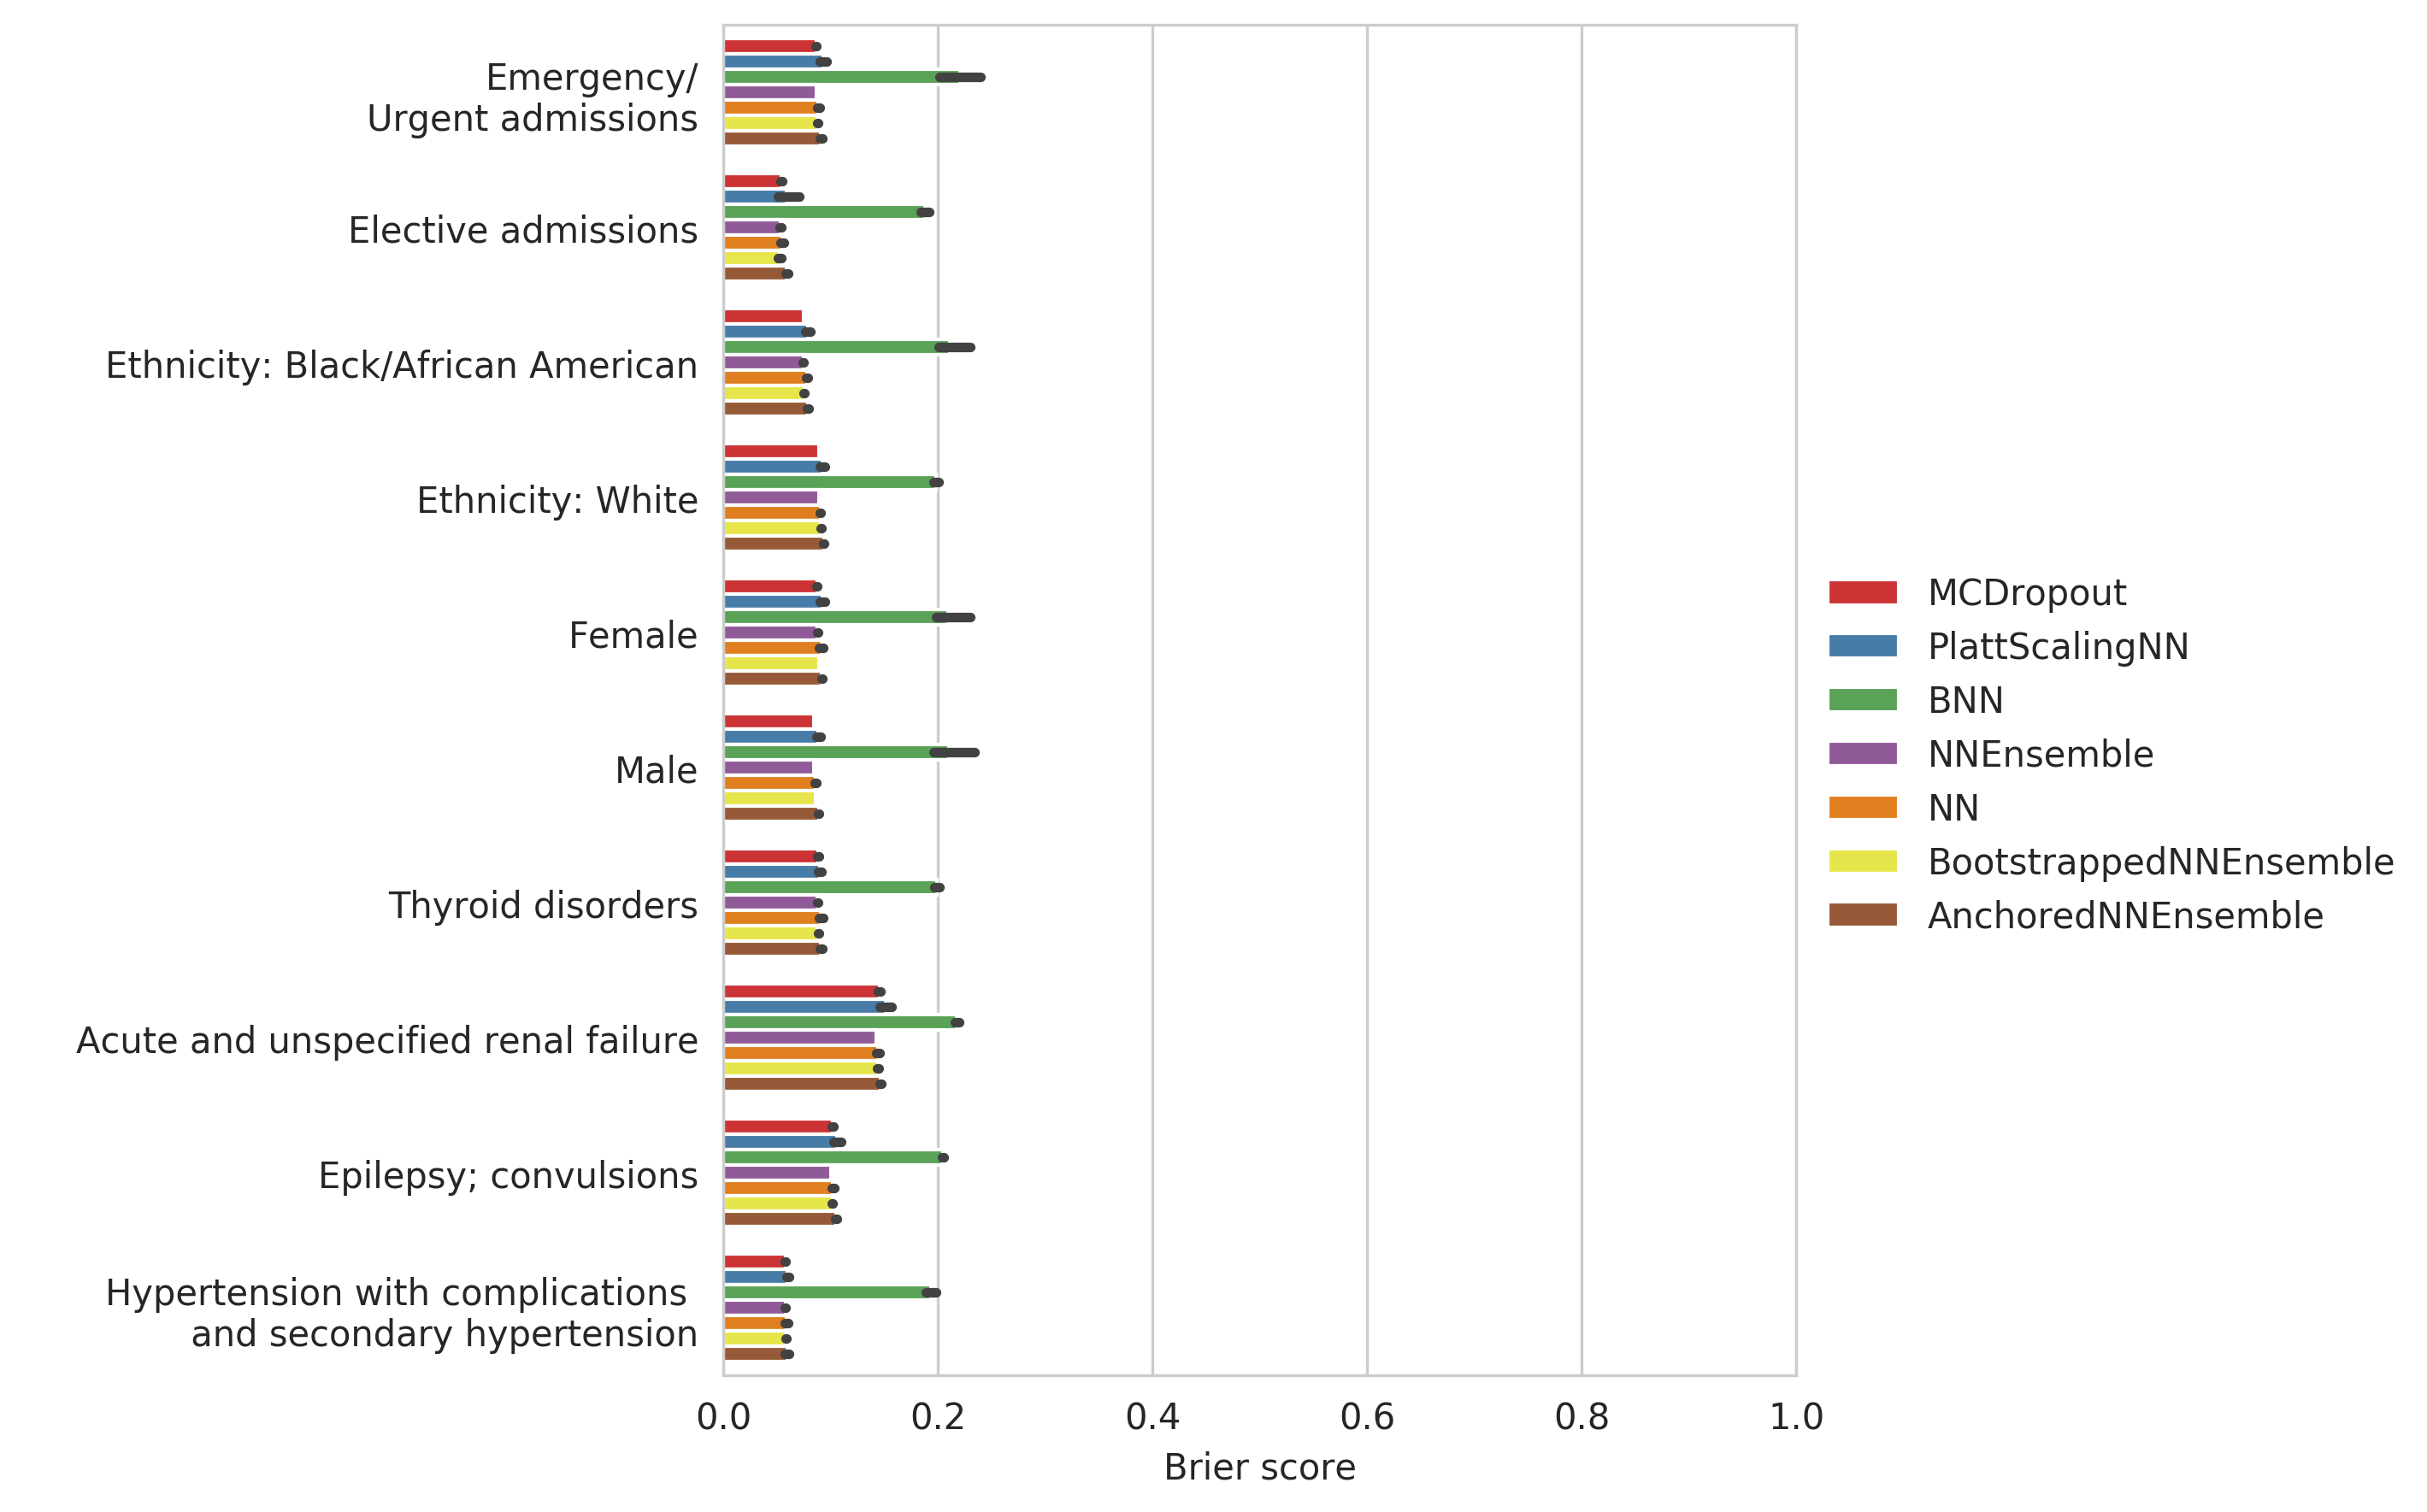 Emergency/
Urgent admissions
Elective admissions
Ethnicity: Black/African American
Ethnicity: White
Female
Male
Thyroid disorders
Acute and unspecified renal failure
Epilepsy; convulsions
Hypertension with complications
and secondary hypertension
0.0 0.2 0.4 0.6 0.8 1.0
Brier score
MCDropout
PlattScalingNN
BNN
NNEnsemble
NN
BootstrappedNNEnsemble
AnchoredNNEnsemble